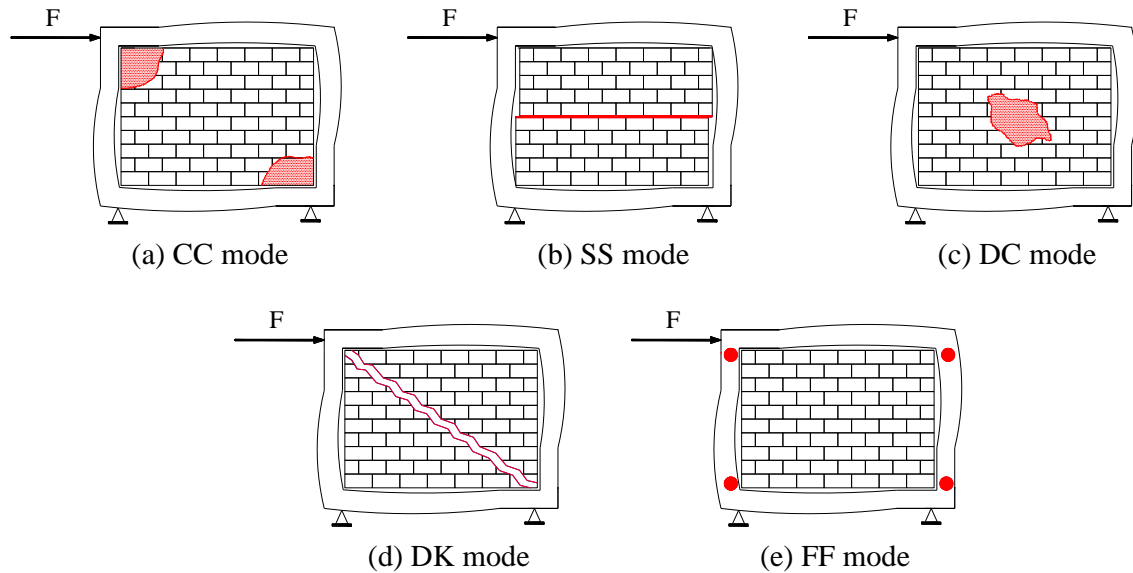 F
F
F
(a) CC mode
(b) SS mode
(c) DC mode
F
F
(d) DK mode
(e) FF mode